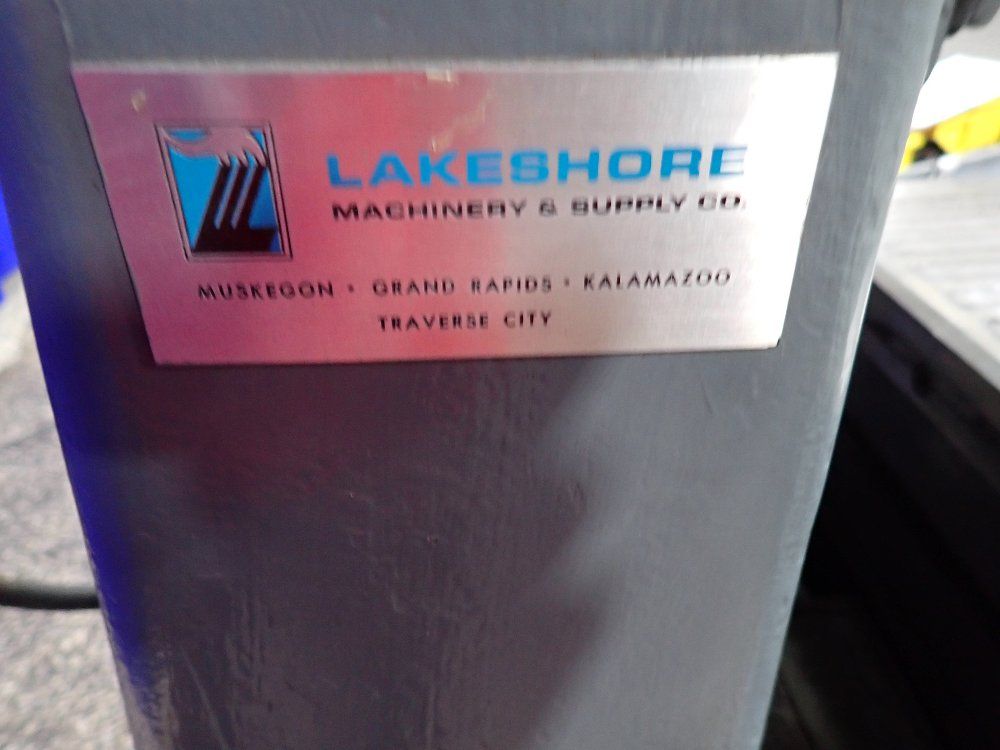 LAKESHORE
MACHINERY & SUPPLY CO.
MUSKEGON · GRAND RAPIDS · KALAMAZOO
TRAVERSE CITY